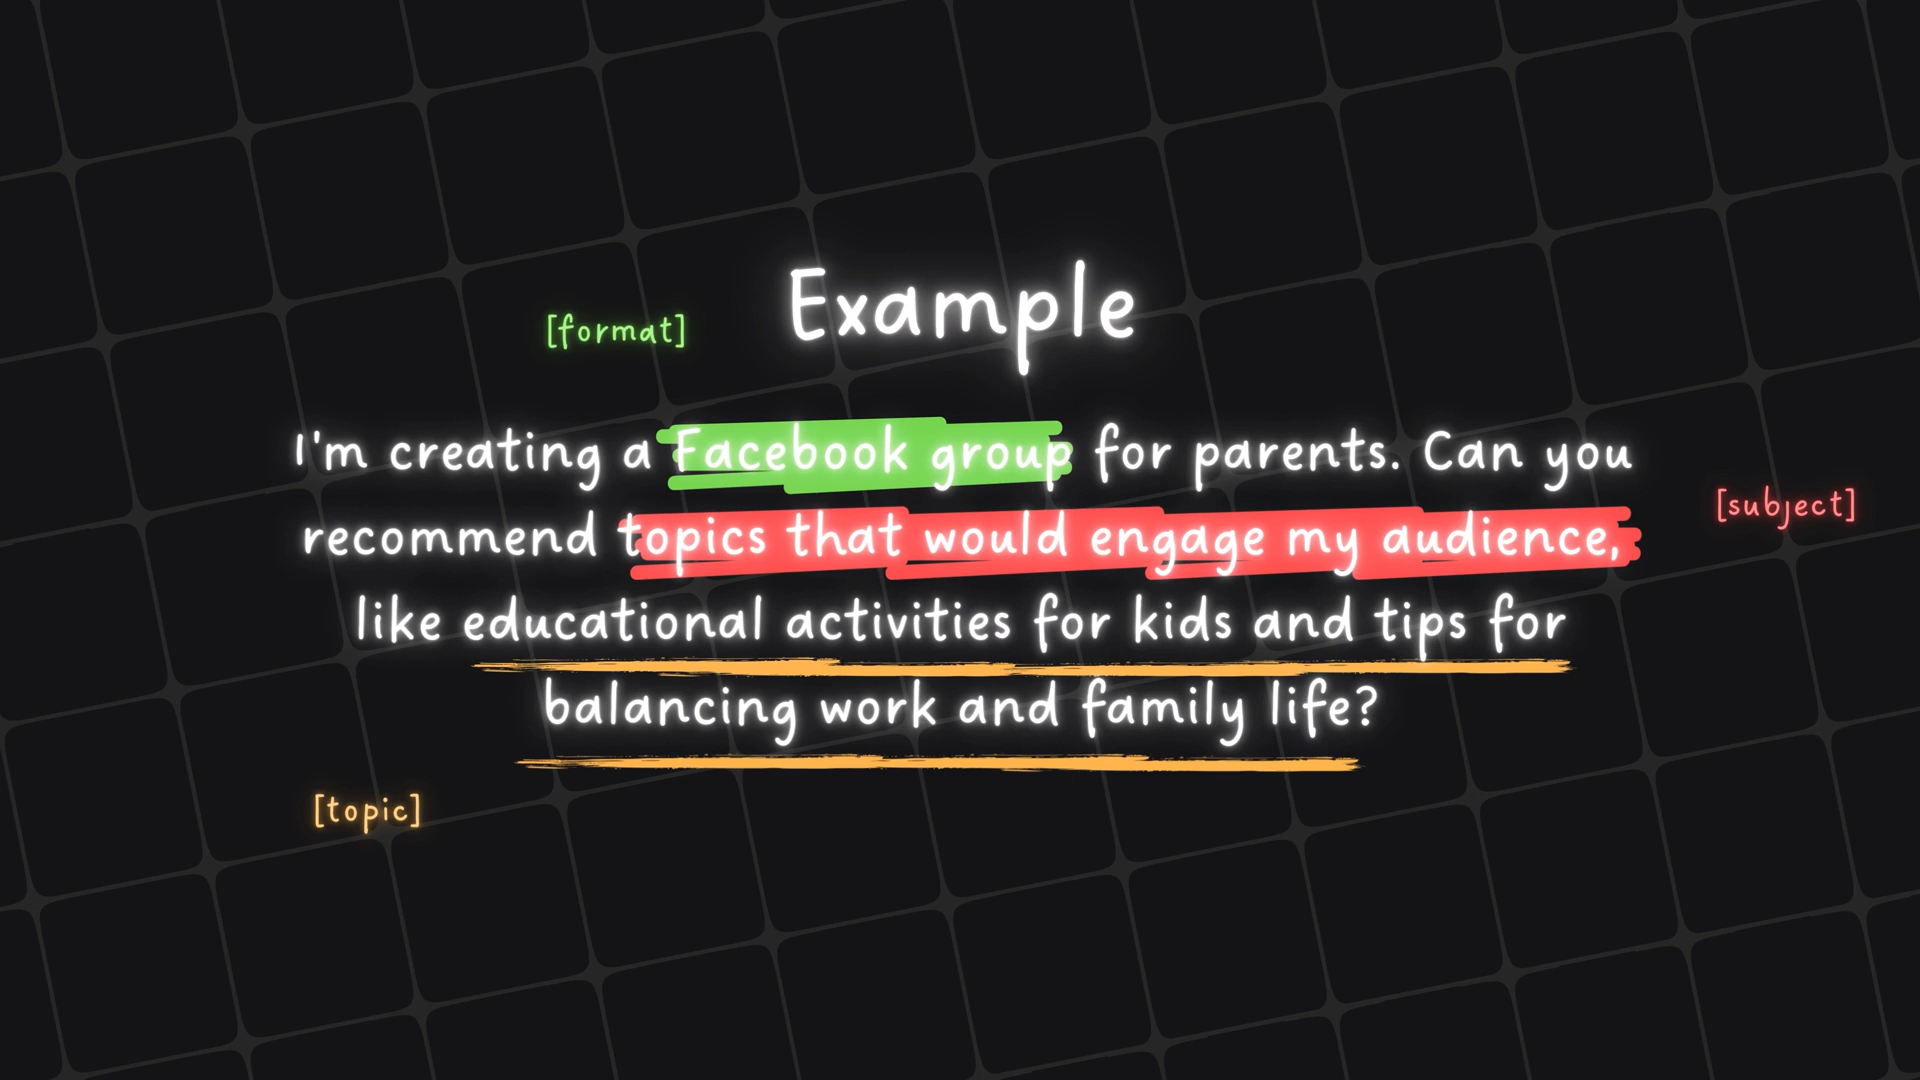 Example
[format]
I'm creating a Facebook group for parents. Can you
[subject]
recommend topics that would engage my audience,
like educational activities for kids and tips for
balancing work and family life?
[topic]